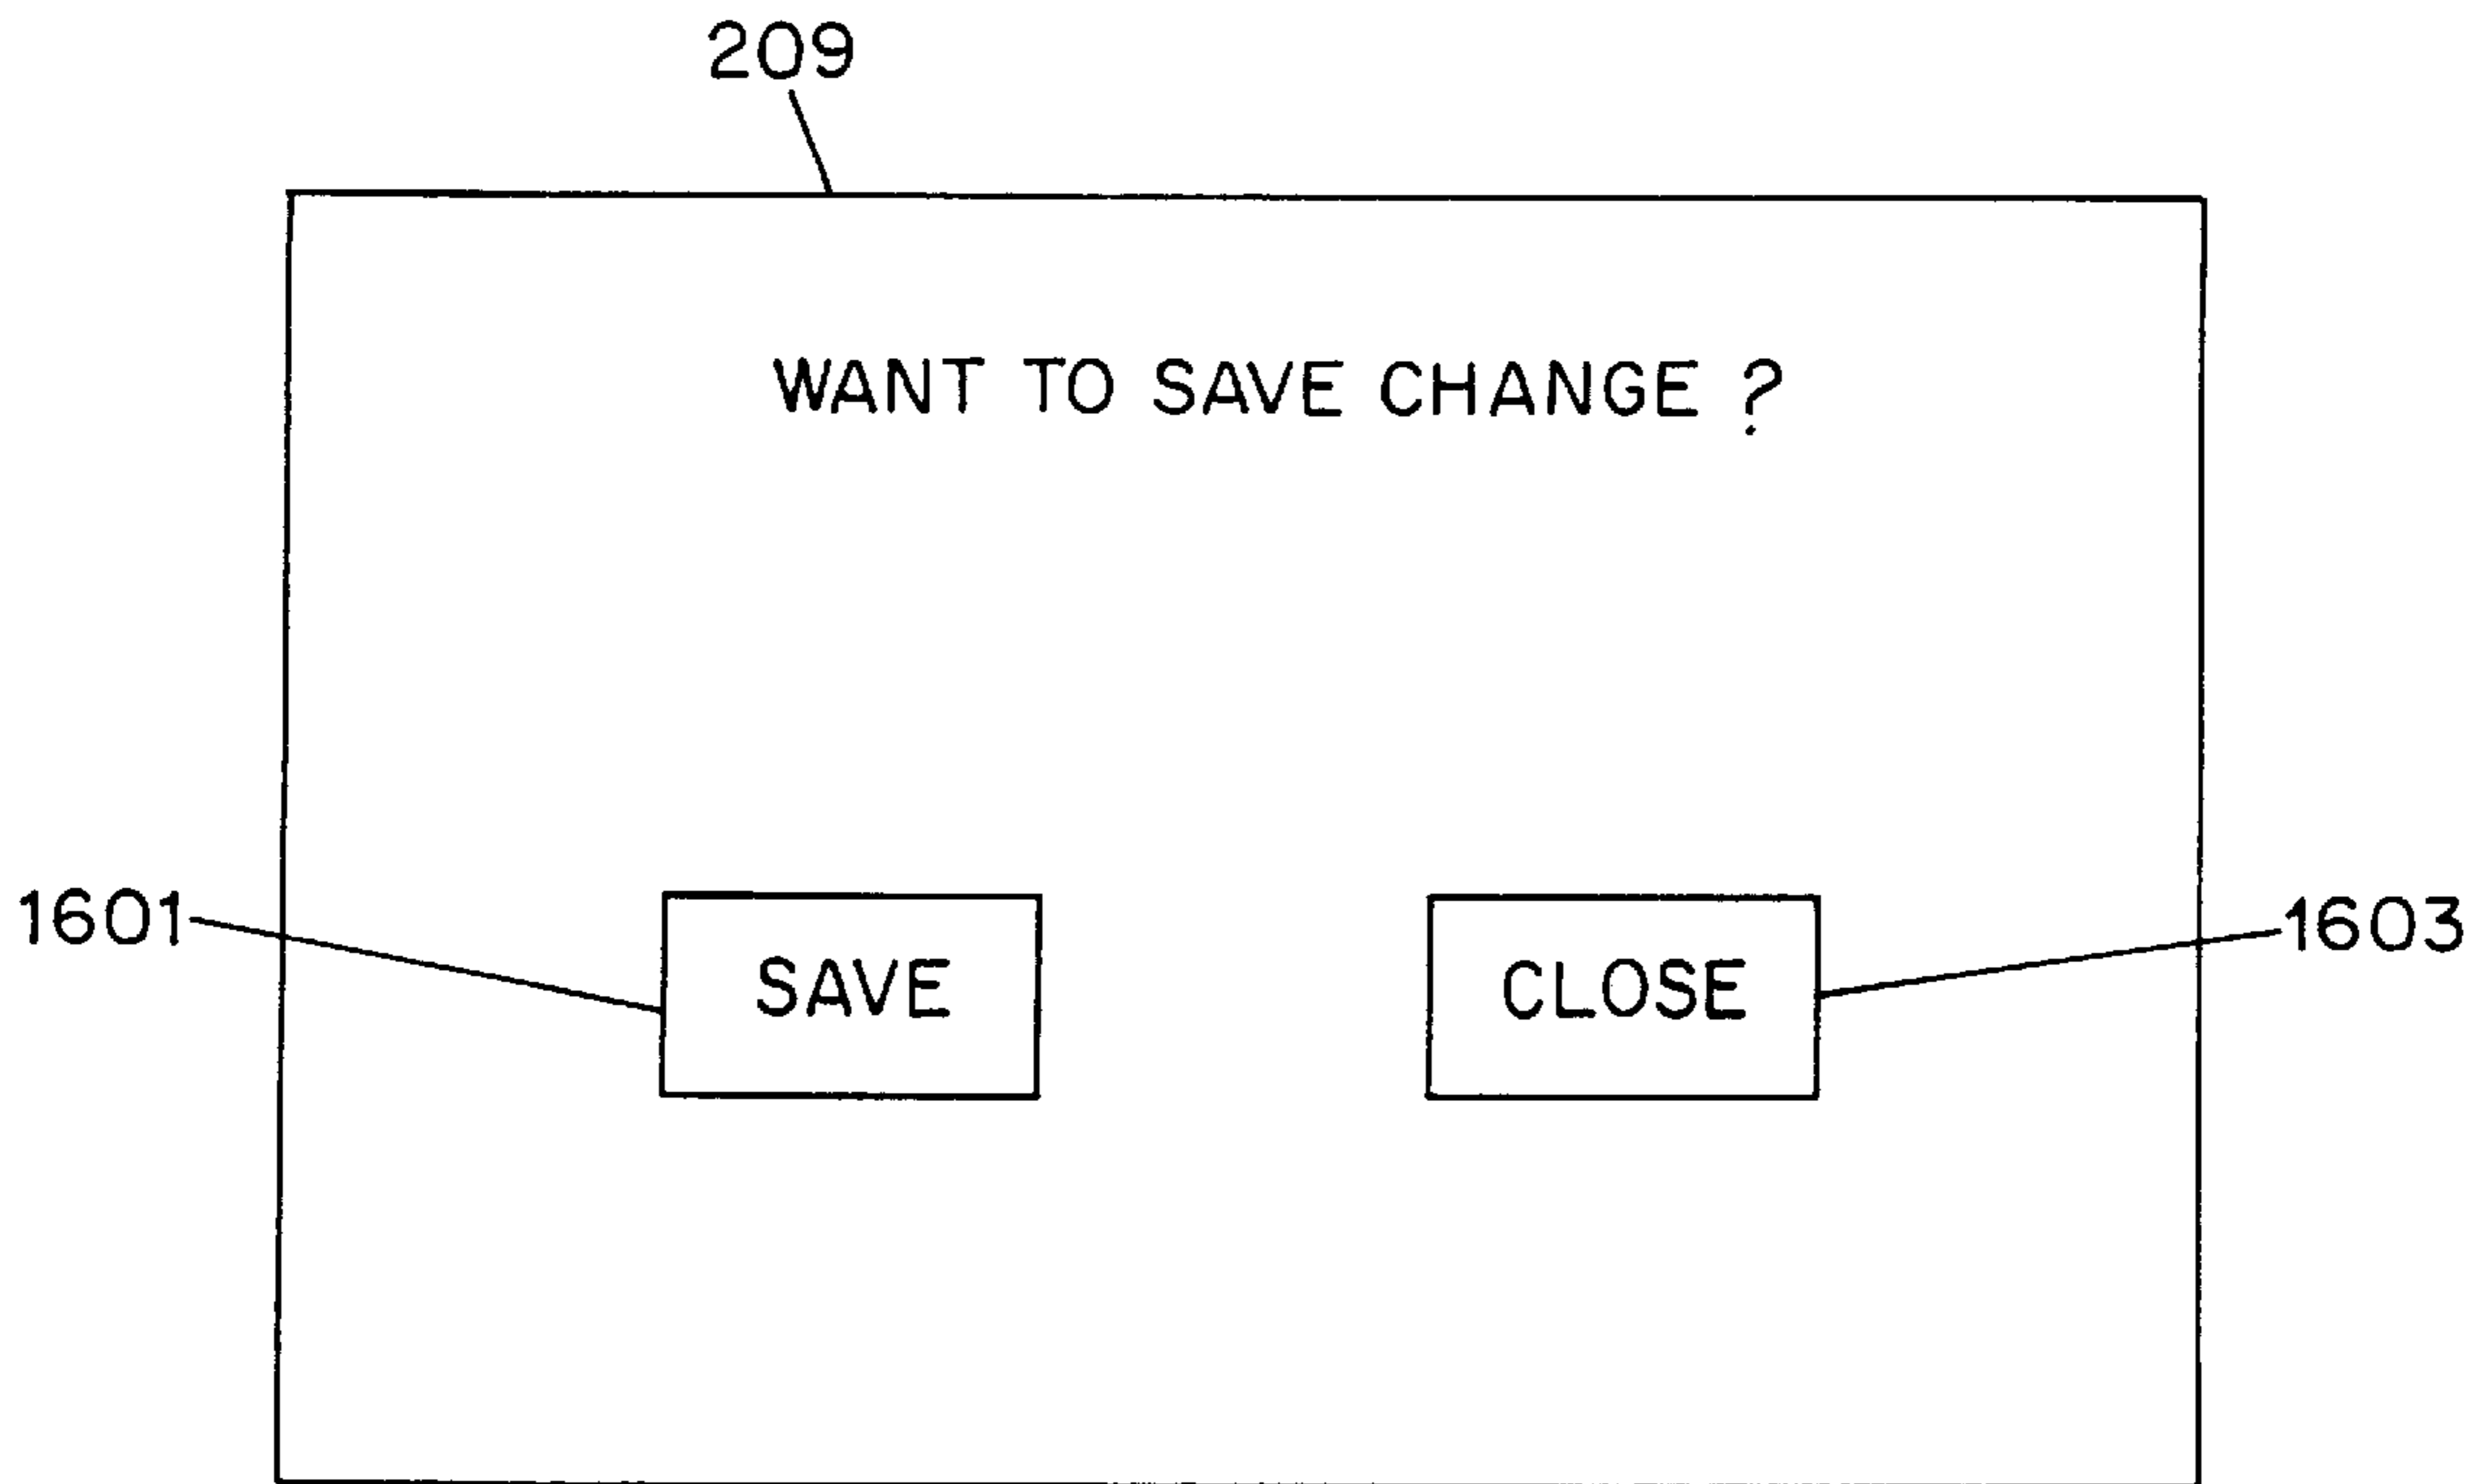 209
WANT TO SAVE CHANGE ?
1601
SAVE
CLOSE
1603